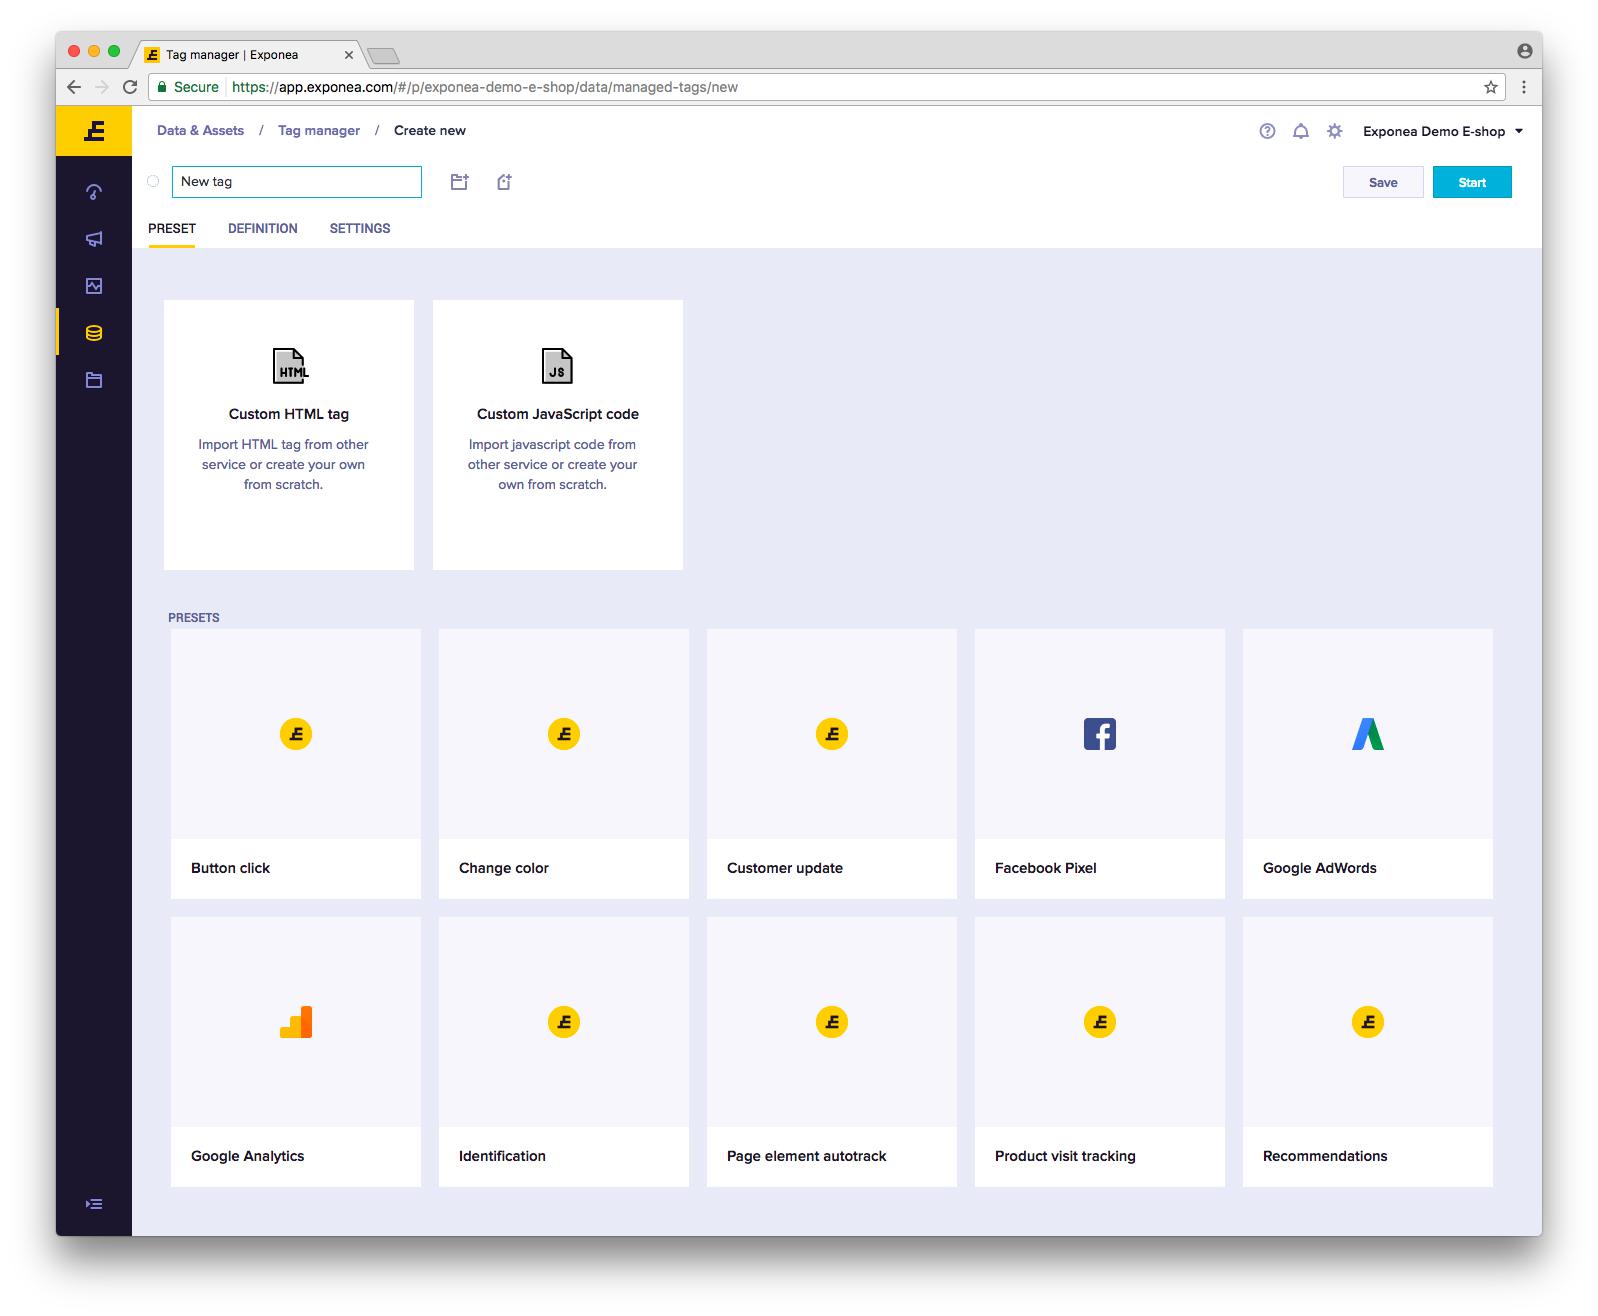 Tag manager | Exponea
Secure
https://app.exponea.com/#/p/exponea-demo-e-shop/data/managed-tags/new
Data & Assets / Tag manager / Create new
Exponea Demo E-shop
New tag
Save
Start
PRESET
DEFINITION
SETTINGS
HTML
Custom HTML tag
Import HTML tag from other
service or create your own
from scratch.
JS
Custom JavaScript code
Import javascript code from
other service or create your
own from scratch.
PRESETS
Button click
Change color
Customer update
Facebook Pixel
Google AdWords
Google Analytics
Identification
Page element autotrack
Product visit tracking
Recommendations